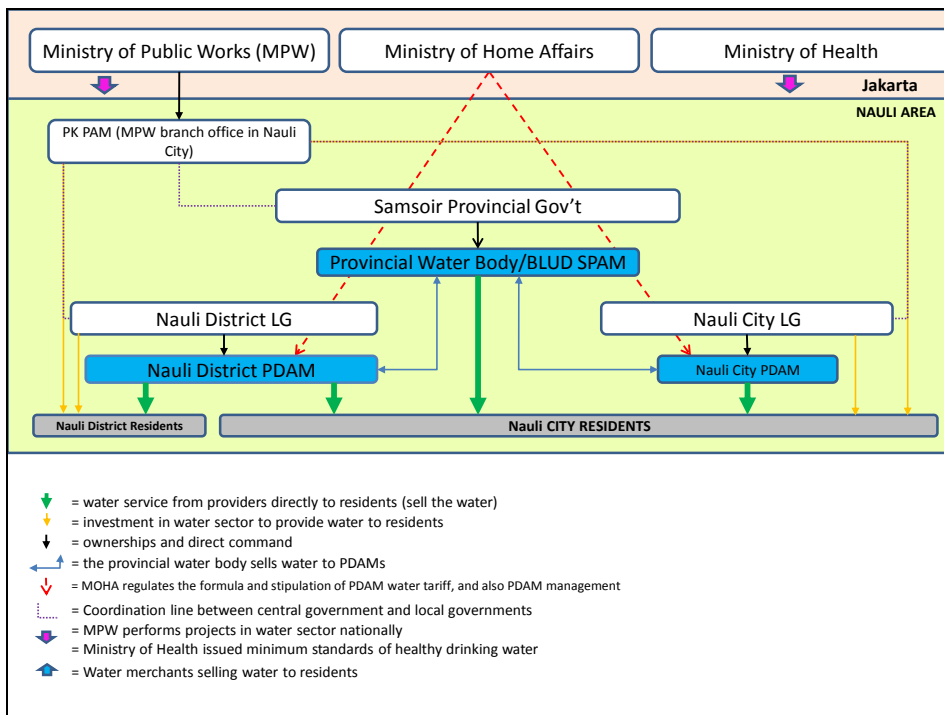 Ministry of Public Works (MPW)
Ministry of Home Affairs
Ministry of Health
Jakarta
NAULI AREA
PK PAM (MPW branch office in Nauli
City)
Samsoir Provincial Gov't
Provincial Water Body/BLUD SPAM
Nauli District LG
Nauli City LG
Nauli District PDAM
Nauli City PDAM
Nauli District Residents
Nauli CITY RESIDENTS
= water service from providers directly to residents (sell the water)
= investment in water sector to provide water to residents
= ownerships and direct command
= the provincial water body sells water to PDAMs
= MOHA regulates the formula and stipulation of PDAM water tariff, and also PDAM management
= Coordination line between central government and local governments
= MPW performs projects in water sector nationally
= Ministry of Health issued minimum standards of healthy drinking water
= Water merchants selling water to residents